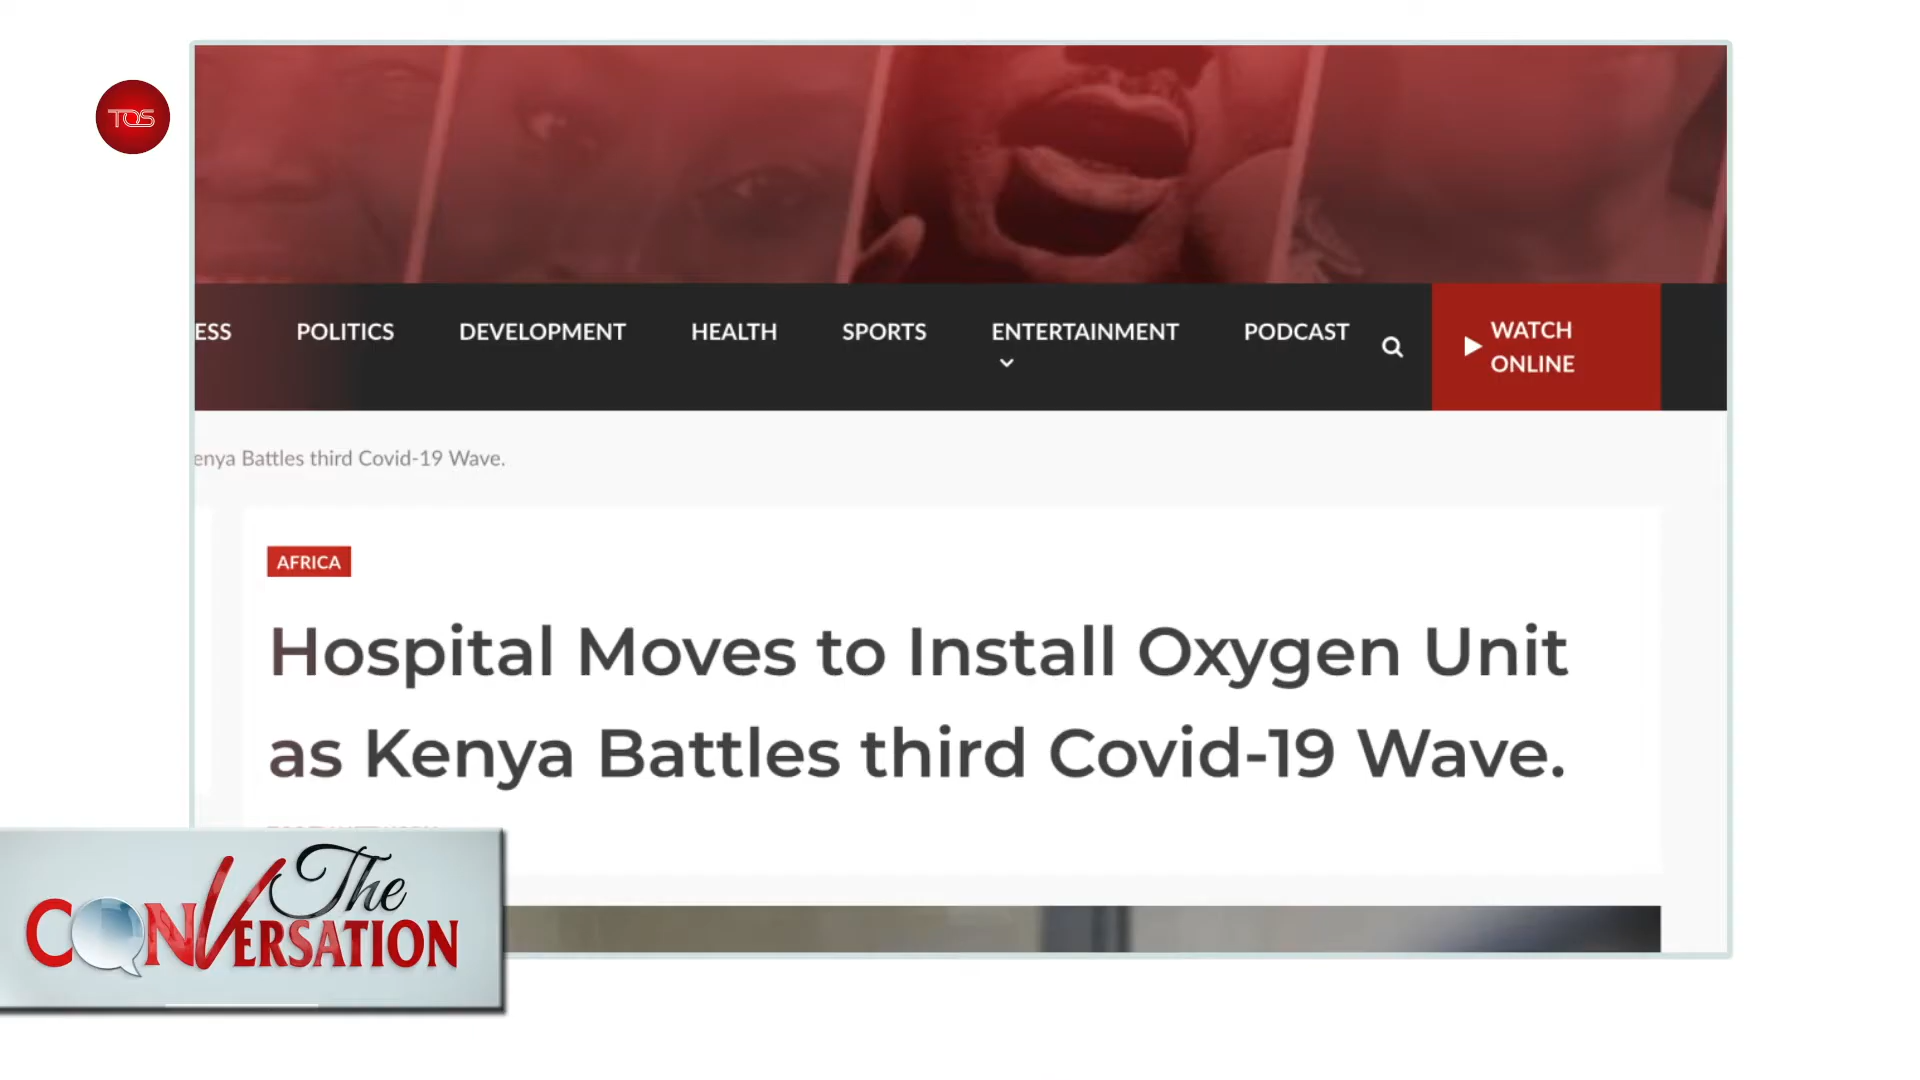 TOS
ESS POLITICS DEVELOPMENT HEALTH SPORTS ENTERTAINMENT PODCAST
WATCH
ONLINE
enya Battles third Covid-19 Wave.
AFRICA
Hospital Moves to Install Oxygen Unit
as Kenya Battles third Covid-19 Wave.
The
CONVERSATION